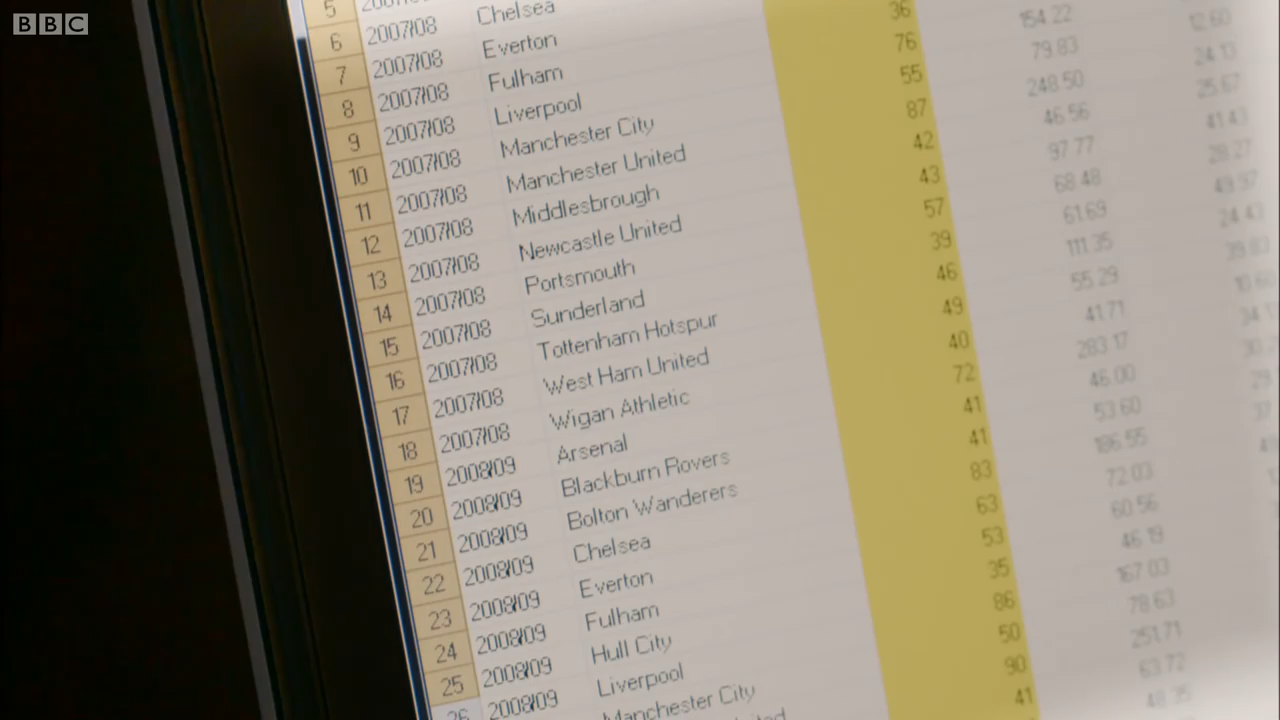 5
6 2007/08 Chelsea
7 2007/08 Everton
8 2007/08 Fulham 36
9 2007/08 Liverpool 76 154.22
10 2007/08 Manchester City 55 79.83 12.60
11 2007/08 Manchester United 87 248.50 24.13
12 2007/08 Middlesbrough 42 46.56 25.67
13 2007/08 Newcastle United 43 97.77 41.43
14 2007/08 Portsmouth 57 68.48 28.27
15 2007/08 Sunderland 39 61.69 49.97
16 2007/08 Tottenham Hotspur 46 111.35 24.43
17 2007/08 West Ham United 49 55.29 39.83
18 2007/08 Wigan Athletic 40 41.71
19 2008/09 Arsenal 72 283.17
20 2008/09 Blackburn Rovers 41 46.00
21 2008/09 Bolton Wanderers 41 53.60
22 2008/09 Chelsea 83 186.55
23 2008/09 Everton 63 72.03
24 2008/09 Fulham 53 60.56
25 2008/09 Hull City 35 46.19
26 2008/09 Liverpool 86 167.03
Manchester City 50 78.63
United 90 251.71
41 63.72
48.35
BBC